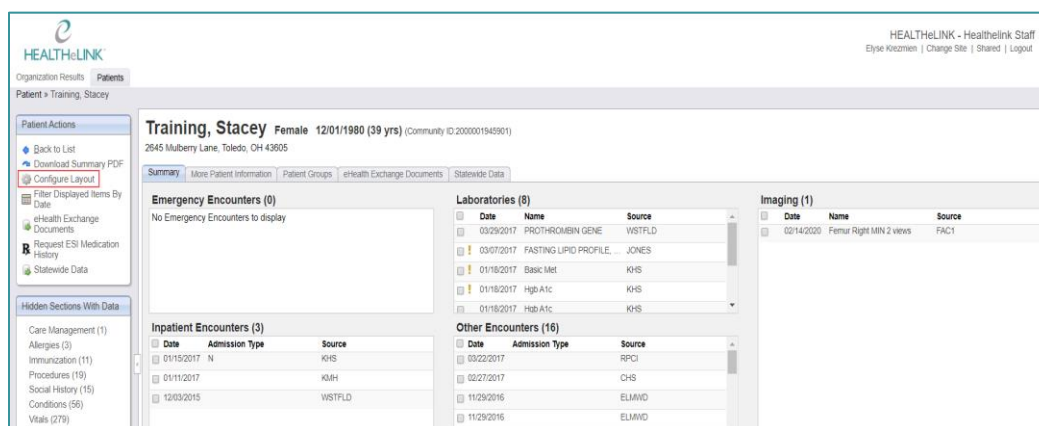 HEALTHeLINK
HEALTHeLINK - Healthelink Staff
Elyse Krezmien | Change Site | Shared | Logout
Organization Results Patients
Patient » Training, Stacey
Patient Actions
Back to List
Download Summary PDF
Configure Layout
Filter Displayed Items By
Date
eHealth Exchange
Documents
Request ESI Medication
History
Statewide Data
Hidden Sections With Data
Care Management (1)
Allergies (3)
Immunization (11)
Procedures (19)
Social History (15)
Conditions (56)
Vitals (279)
Training, Stacey Female 12/01/1980 (39 yrs) (Community ID:2000001945901)
2645 Mulberry Lane, Toledo, OH 43605
Summary More Patient Information Patient Groups eHealth Exchange Documents Statewide Data
Emergency Encounters (0)
No Emergency Encounters to display
Laboratories (8)
Date Name Source
03/29/2017 PROTHROMBIN GENE WSTFLD
! 03/07/2017 FASTING LIPID PROFILE, ... JONES
! 01/18/2017 Basic Met KHS
! 01/18/2017 Hgb A1c KHS
01/18/2017 Hgb A1c KHS
Imaging (1)
Date Name Source
02/14/2020 Femur Right MIN 2 views FAC1
Inpatient Encounters (3)
Date Admission Type Source
01/15/2017 N KHS
01/11/2017 KMH
12/03/2015 WSTFLD
Other Encounters (16)
Date Admission Type Source
03/22/2017 RPCI
02/27/2017 CHS
11/29/2016 ELMWD
11/29/2016 ELMWD